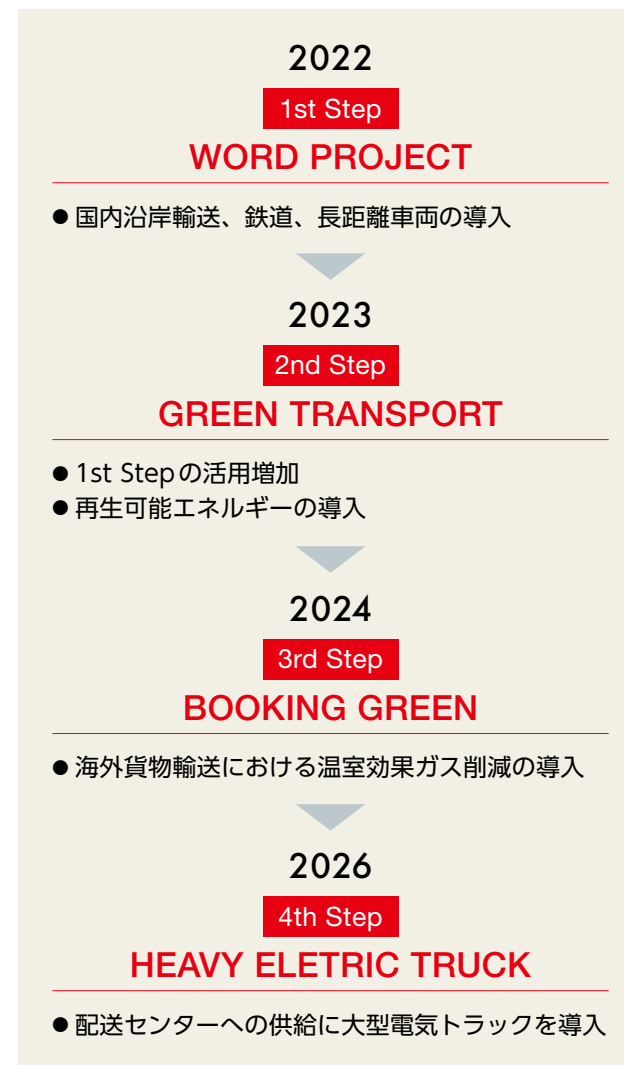 2022
1st Step
WORD PROJECT
● 国内沿岸輸送、鉄道、長距離車両の導入
2023
2nd Step
GREEN TRANSPORT
● 1st Stepの活用増加
● 再生可能エネルギーの導入
2024
3rd Step
BOOKING GREEN
● 海外貨物輸送における温室効果ガス削減の導入
2026
4th Step
HEAVY ELETRIC TRUCK
● 配送センターへの供給に大型電気トラックを導入